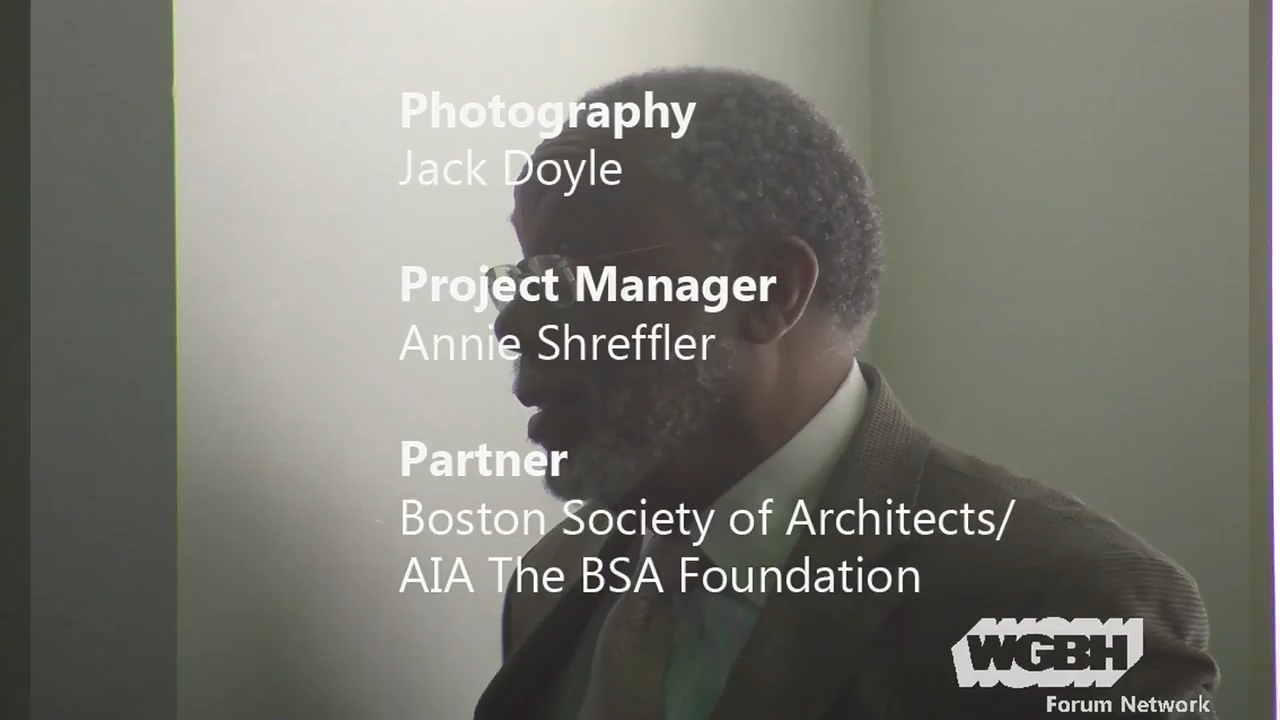 Photography
Jack Doyle
Project Manager
Annie Shreffler
Partner
Boston Society of Architects/
AIA The BSA Foundation
WGBH
Forum Network